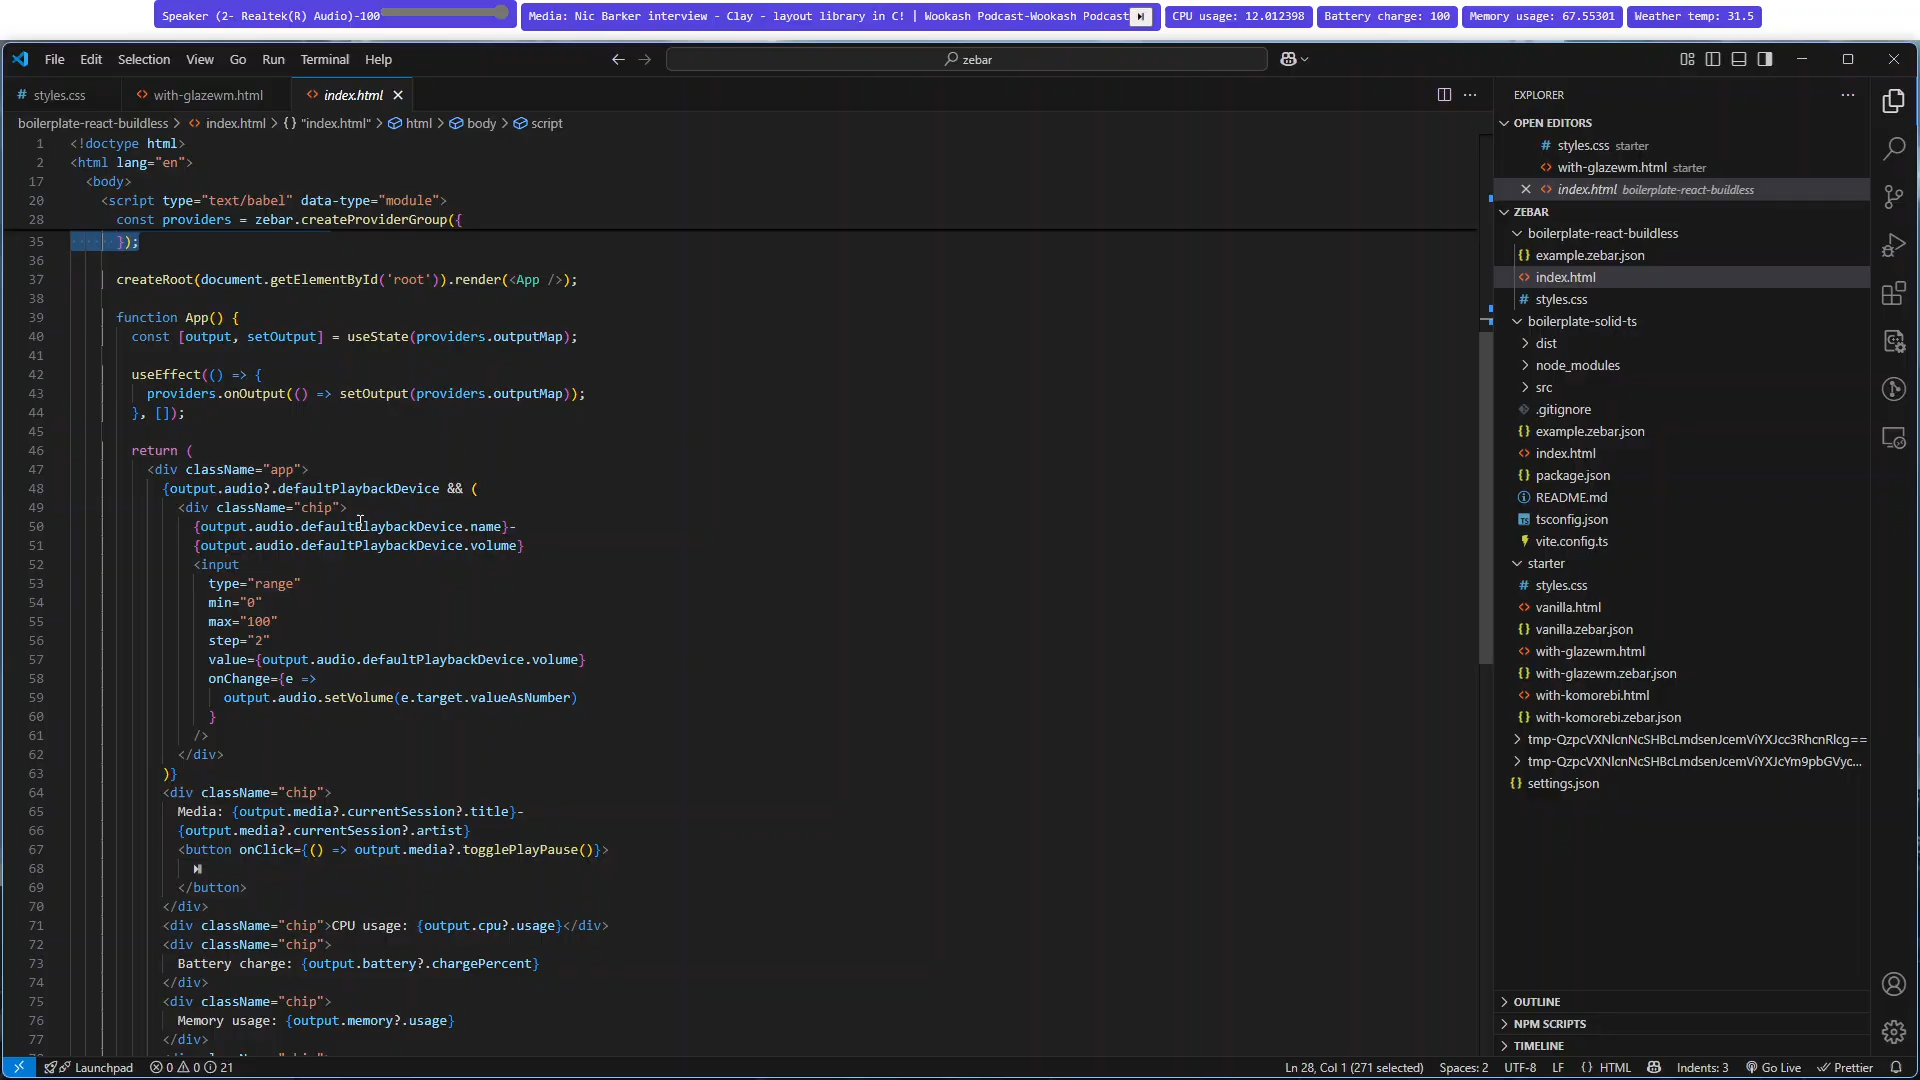 Speaker (2- Realtek(R) Audio)-100
Media: Nic Barker interview - Clay - layout library in C! | Wookash Podcast-Wookash Podcast
CPU usage: 12.012398
Battery charge: 100
Memory usage: 67.55301
Weather temp: 31.5
File Edit Selection View Go Run Terminal Help
zebar
styles.css
with-glazewm.html
index.html
boilerplate-react-buildless > index.html > {} "index.html" > html > body > script
1 <!doctype html>
2 <html lang="en">
17 <body>
20 <script type="text/babel" data-type="module">
28 const providers = zebar.createProviderGroup({
35 });
36
37 createRoot(document.getElementById('root')).render(<App />);
38
39 function App() {
40 const [output, setOutput] = useState(providers.outputMap);
41
42 useEffect(() => {
43 providers.onOutput(() => setOutput(providers.outputMap));
44 }, []);
45
46 return (
47 <div className="app">
48 {output.audio?.defaultPlaybackDevice && (
49 <div className="chip">
50 {output.audio.defaultPlaybackDevice.name}-
51 {output.audio.defaultPlaybackDevice.volume}
52 <input
53 type="range"
54 min="0"
55 max="100"
56 step="2"
57 value={output.audio.defaultPlaybackDevice.volume}
58 onChange={e =>
59 output.audio.setVolume(e.target.valueAsNumber)
60 }
61 />
62 </div>
63 )}
64 <div className="chip">
65 Media: {output.media?.currentSession?.title}-
66 {output.media?.currentSession?.artist}
67 <button onClick={() => output.media?.togglePlayPause()}>
68 ⏯
69 </button>
70 </div>
71 <div className="chip">CPU usage: {output.cpu?.usage}</div>
72 <div className="chip">
73 Battery charge: {output.battery?.chargePercent}
74 </div>
75 <div className="chip">
76 Memory usage: {output.memory?.usage}
77 </div>
EXPLORER
OPEN EDITORS
styles.css starter
with-glazewm.html starter
index.html boilerplate-react-buildless
ZEBAR
boilerplate-react-buildless
example.zebar.json
index.html
styles.css
boilerplate-solid-ts
dist
node_modules
src
.gitignore
example.zebar.json
index.html
package.json
README.md
tsconfig.json
vite.config.ts
starter
styles.css
vanilla.html
vanilla.zebar.json
with-glazewm.html
with-glazewm.zebar.json
with-komorebi.html
with-komorebi.zebar.json
tmp-QzpcVXNlcnNcSHBcLmdsenJcemViYXJcc3RhcnRlcg==
tmp-QzpcVXNlcnNcSHBcLmdsenJcemViYXJcYm9pbGVyc...
settings.json
OUTLINE
NPM SCRIPTS
TIMELINE
Launchpad
0 0 21
Ln 28, Col 1 (271 selected)
Spaces: 2
UTF-8
LF
{} HTML
Indents: 3
Go Live
Prettier